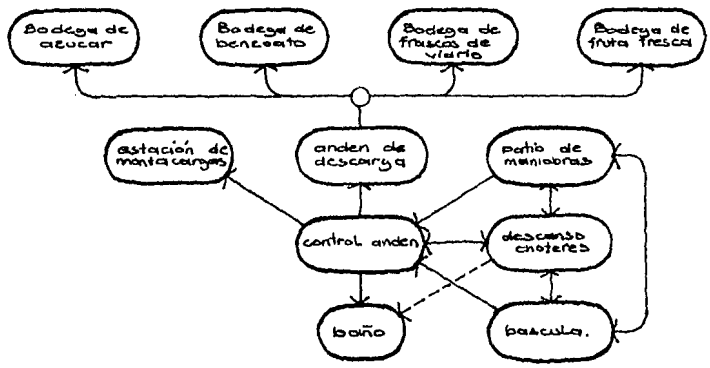 Bodega de
azucar
Bodega de
benzoato
Bodega de
frascos de
vidrio
Bodega de
fruta fresca
estación de
montacargas
anden de
descarga
patio de
maniobras
control anden
descanso
choferes
baño
bascula.